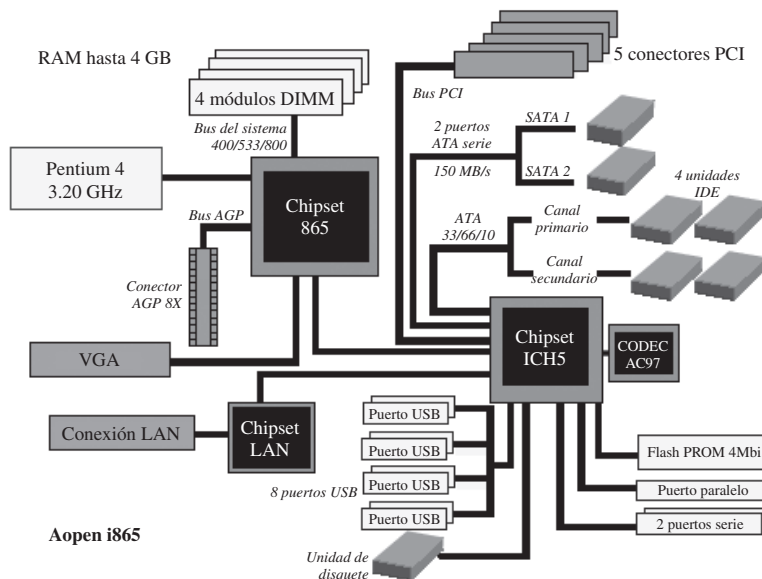 RAM hasta 4 GB
4 módulos DIMM
Bus del sistema
400/533/800
Pentium 4
3.20 GHz
Chipset
865
Bus AGP
Conector
AGP 8X
VGA
Conexión LAN
Chipset
LAN
5 conectores PCI
Bus PCI
2 puertos
ATA serie
150 MB/s
SATA 1
SATA 2
4 unidades
IDE
ATA
33/66/10
Canal
primario
Canal
secundario
Chipset
ICH5
CODEC
AC97
Puerto USB
Puerto USB
Puerto USB
Puerto USB
8 puertos USB
Flash PROM 4Mbi
Puerto paralelo
2 puertos serie
Unidad de
disquete
Aopen i865